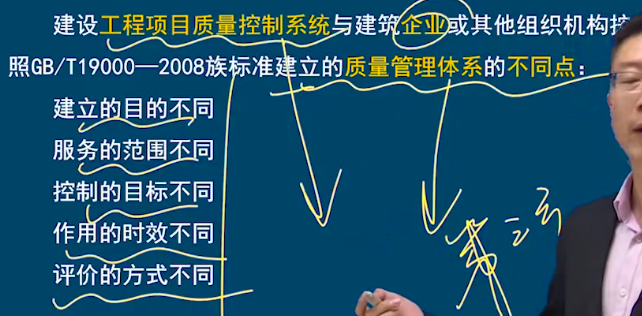 建设工程项目质量控制系统与建筑企业或其他组织机构按
照GB/T19000—2008族标准建立的质量管理体系的不同点：
建立的目的不同
服务的范围不同
控制的目标不同
作用的时效不同
评价的方式不同